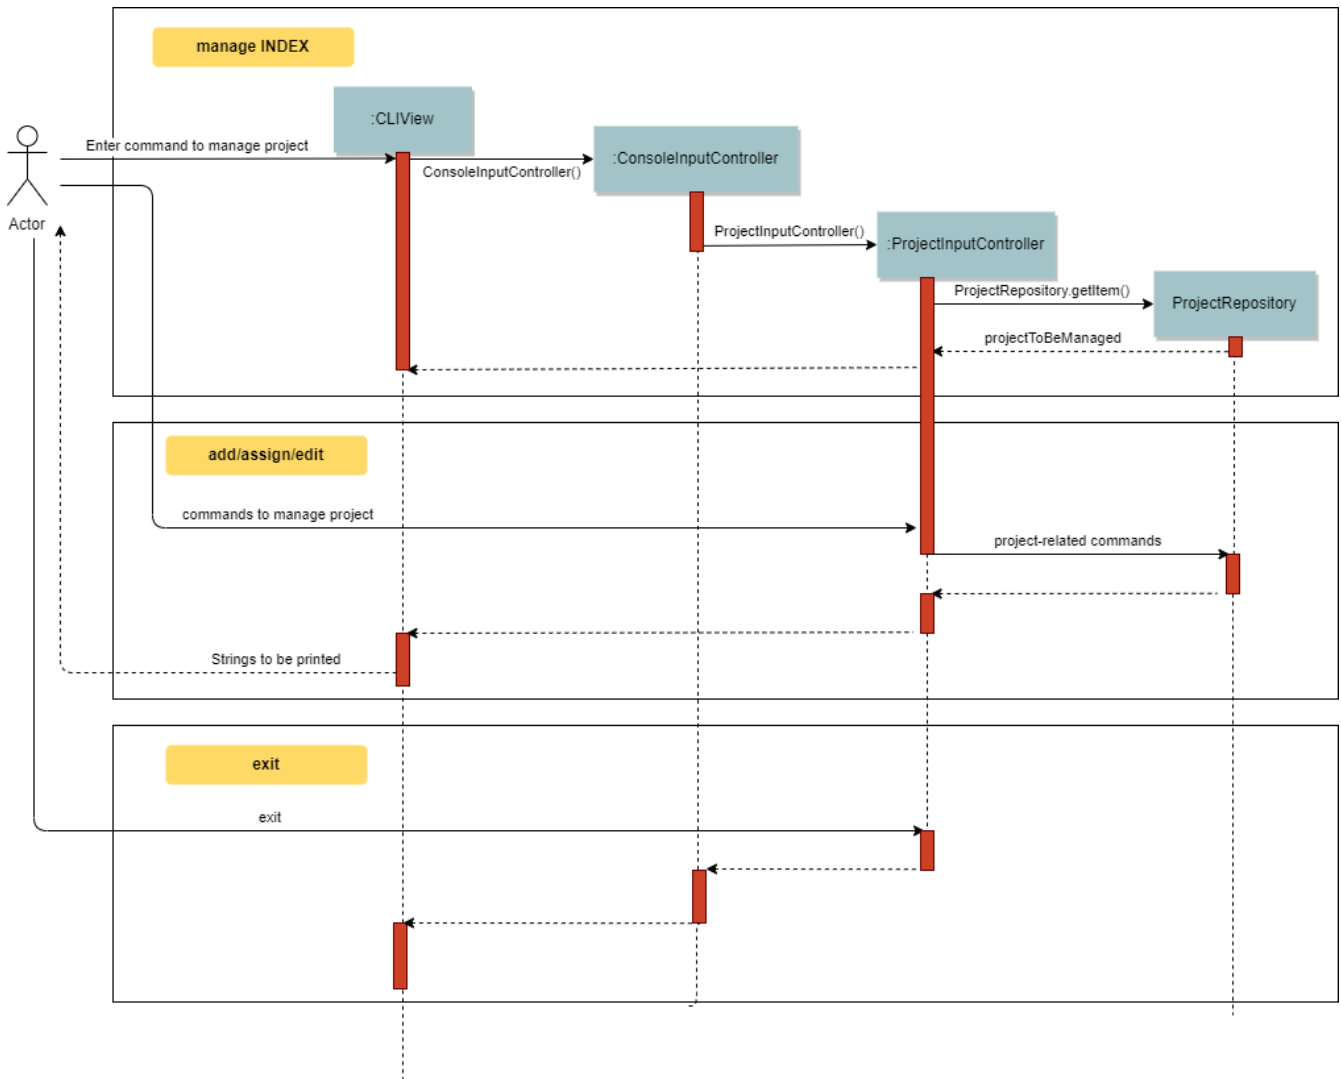 manage INDEX
:CLIView
Enter command to manage project
:ConsoleInputController
ConsoleInputController()
Actor
ProjectInputController()
:ProjectInputController
ProjectRepository.getItem()
ProjectRepository
projectToBeManaged
add/assign/edit
commands to manage project
project-related commands
Strings to be printed
exit
exit